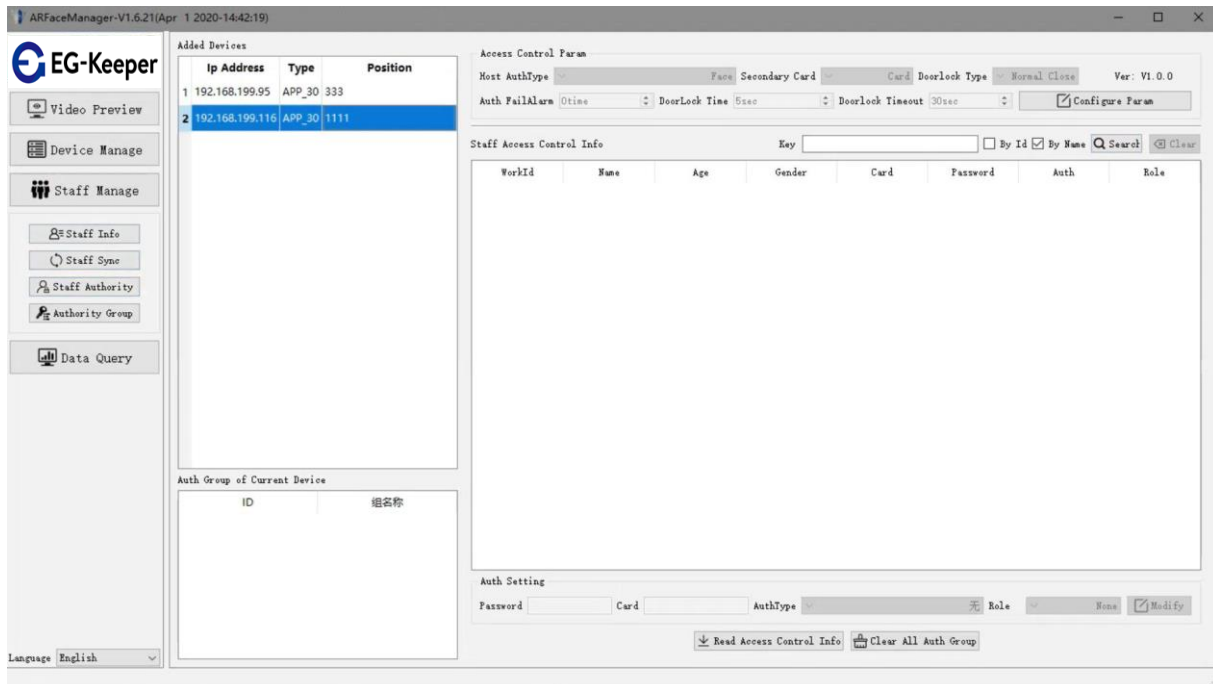 ARFaceManager-V1.6.21(Apr 1 2020-14:42:19)
EG-Keeper
Video Preview
Device Manage
Staff Manage
Staff Info
Staff Sync
Staff Authority
Authority Group
Data Query
Language English
Added Devices
Ip Address Type Position
1 192.168.199.95 APP_30 333
2 192.168.199.116 APP_30 1111
Auth Group of Current Device
ID 组名称
Access Control Param
Host AuthType Face Secondary Card Card Doorlock Type Normal Close Ver: V1.0.0
Auth FailAlarm 0time DoorLock Time 5sec Doorlock Timeout 30sec Configure Param
Staff Access Control Info Key By Id By Name Search Clear
WorkId Name Age Gender Card Password Auth Role
Auth Setting
Password Card AuthType 无 Role None Modify
Read Access Control Info Clear All Auth Group